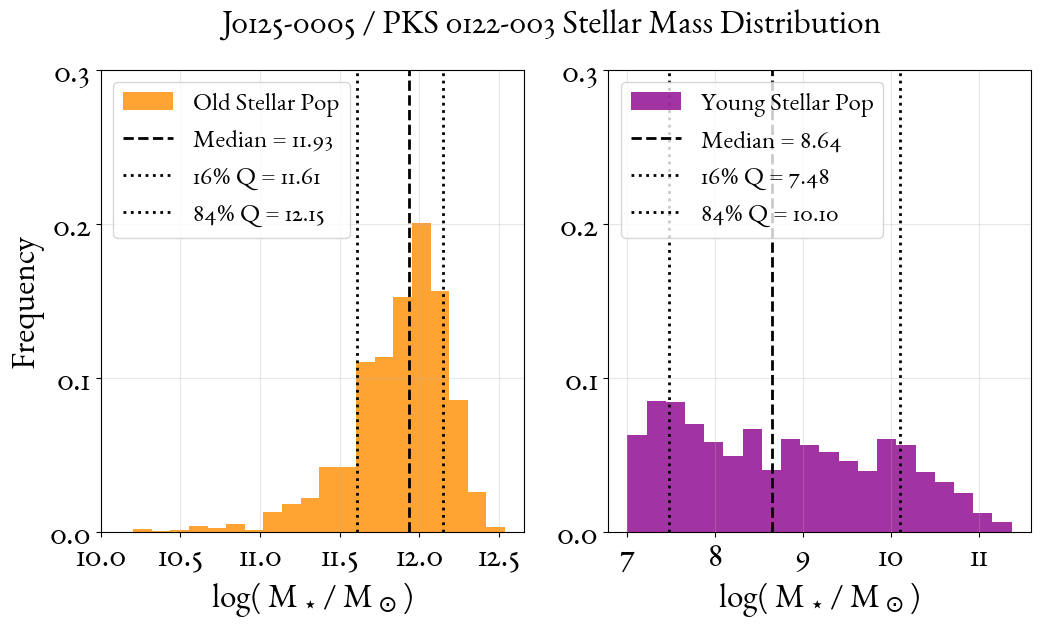 J0125-0005 / PKS 0122-003 Stellar Mass Distribution
Frequency
0.3
0.2
0.1
0.0
Old Stellar Pop
Median = 11.93
16% Q = 11.61
84% Q = 12.15
10.0 10.5 11.0 11.5 12.0 12.5
log( M⋆ / M⊙ )
0.3
0.2
0.1
0.0
Young Stellar Pop
Median = 8.64
16% Q = 7.48
84% Q = 10.10
7 8 9 10 11
log( M⋆ / M⊙ )